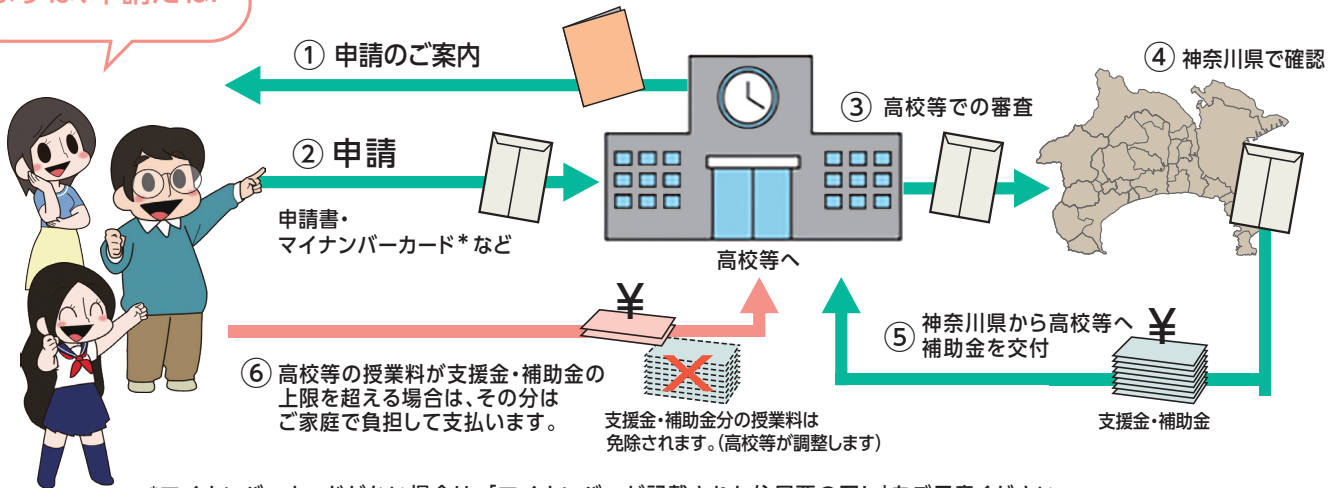 ① 申請のご案内
④ 神奈川県で確認
③ 高校等での審査
② 申請
申請書・
マイナンバーカード*など
高校等へ
¥
⑤ 神奈川県から高校等へ
補助金を交付
¥
⑥ 高校等の授業料が支援金・補助金の
上限を超える場合は、その分は
ご家庭で負担して支払います。
支援金・補助金分の授業料は
免除されます。(高校等が調整します)
支援金・補助金